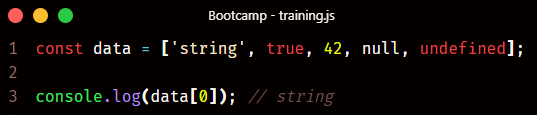 Bootcamp - training.js
1 const data = ['string', true, 42, null, undefined];
2
3 console.log(data[0]); // string